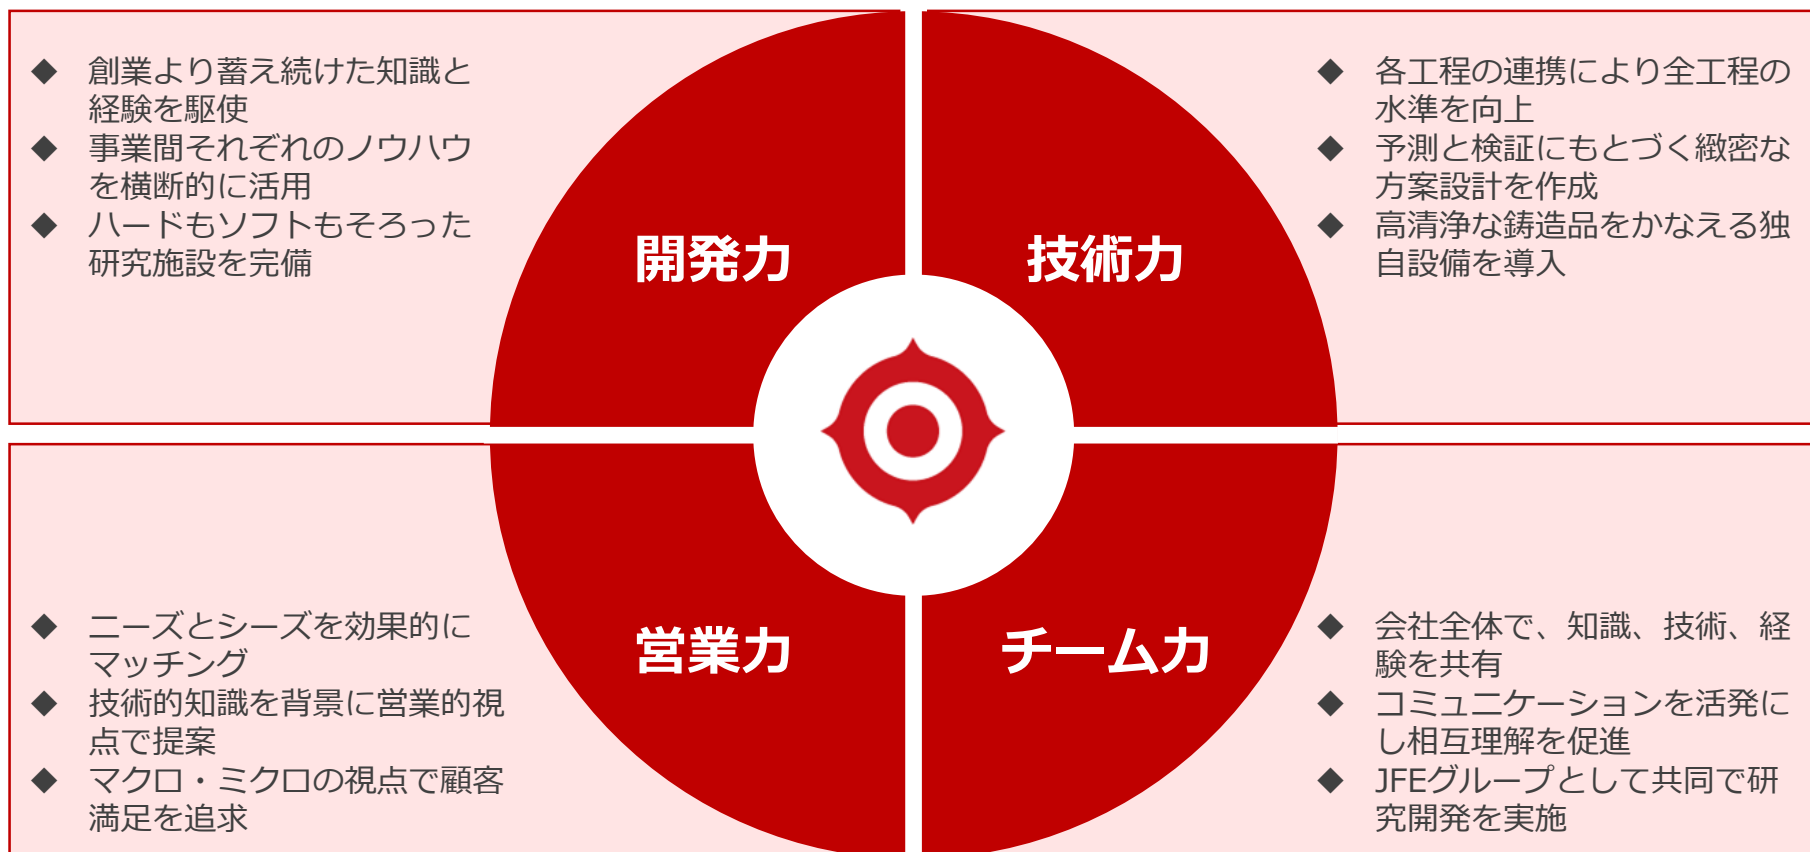 ◆ 創業より蓄え続けた知識と
経験を駆使
◆ 事業間それぞれのノウハウ
を横断的に活用
◆ ハードもソフトもそろった
研究施設を完備
開発力
技術力
◆ 各工程の連携により全工程の
水準を向上
◆ 予測と検証にもとづく緻密な
方案設計を作成
◆ 高清浄な鋳造品をかなえる独
自設備を導入
◆ ニーズとシーズを効果的に
マッチング
◆ 技術的知識を背景に営業的視
点で提案
◆ マクロ・ミクロの視点で顧客
満足を追求
営業力
チーム力
◆ 会社全体で、知識、技術、経
験を共有
◆ コミュニケーションを活発に
し相互理解を促進
◆ JFEグループとして共同で研
究開発を実施